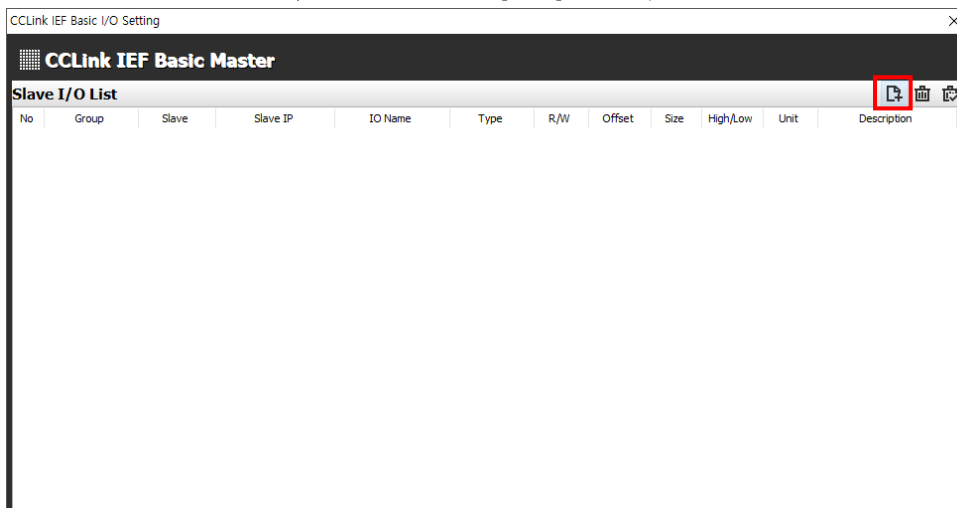 CCLink IEF Basic I/O Setting
CCLink IEF Basic Master
Slave I/O List
No Group Slave Slave IP IO Name Type R/W Offset Size High/Low Unit Description